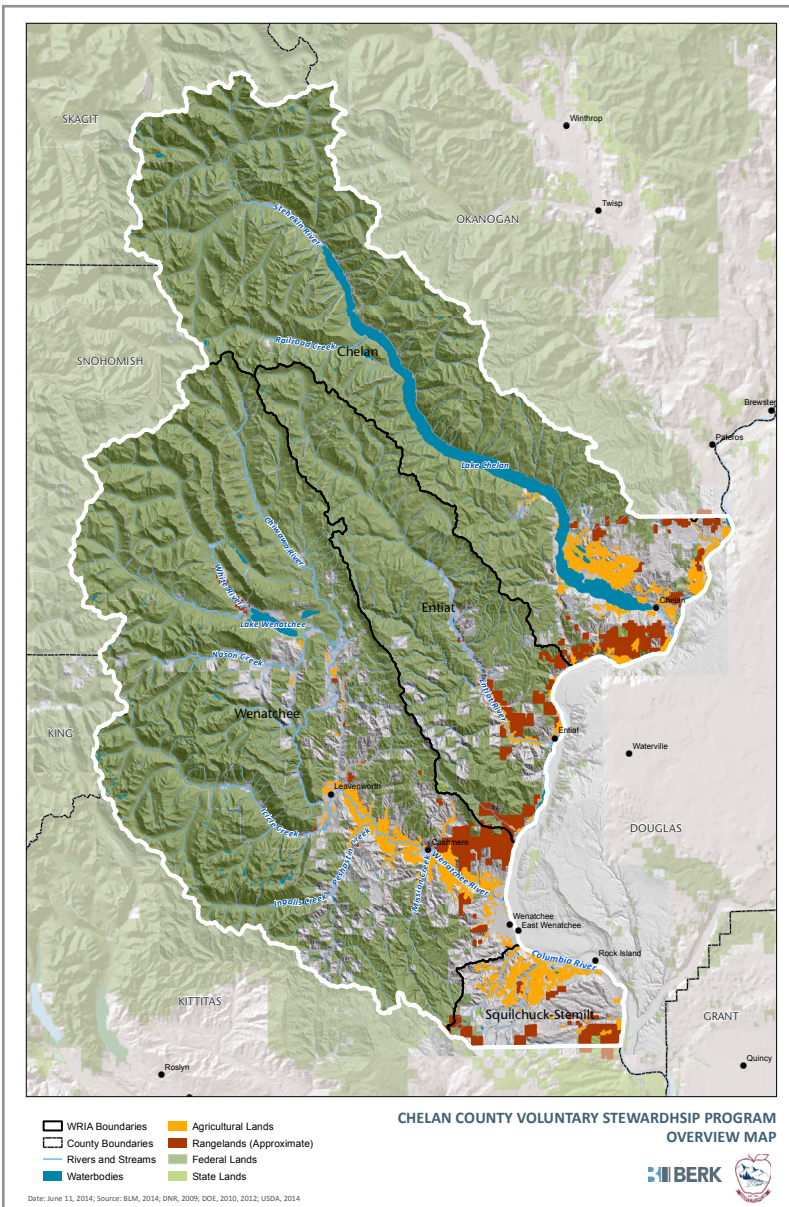 SKAGIT
Winthrop
Twisp
OKANOGAN
Stehekin River
SNOHOMISH
Railroad Creek
Chelan
Brewster
Pateros
Lake Chelan
Chiwawa River
White River
Lake Wenatchee
Entiat
Chelan
Nason Creek
Wenatchee
Entiat River
KING
Entiat
Waterville
Leavenworth
Icicle Creek
DOUGLAS
Peshastin Creek
Cashmere
Mission Creek
Wenatchee River
Ingalls Creek
Wenatchee
East Wenatchee
Columbia River
Rock Island
KITTITAS
Squilchuck-Stemilt
GRANT
Roslyn
Quincy
WRIA Boundaries
County Boundaries
Rivers and Streams
Waterbodies
Agricultural Lands
Rangelands (Approximate)
Federal Lands
State Lands
CHELAN COUNTY VOLUNTARY STEWARDHSIP PROGRAM
OVERVIEW MAP
BERK
Date: June 11, 2014; Source: BLM, 2014; DNR, 2009; DOE, 2010, 2012; USDA, 2014